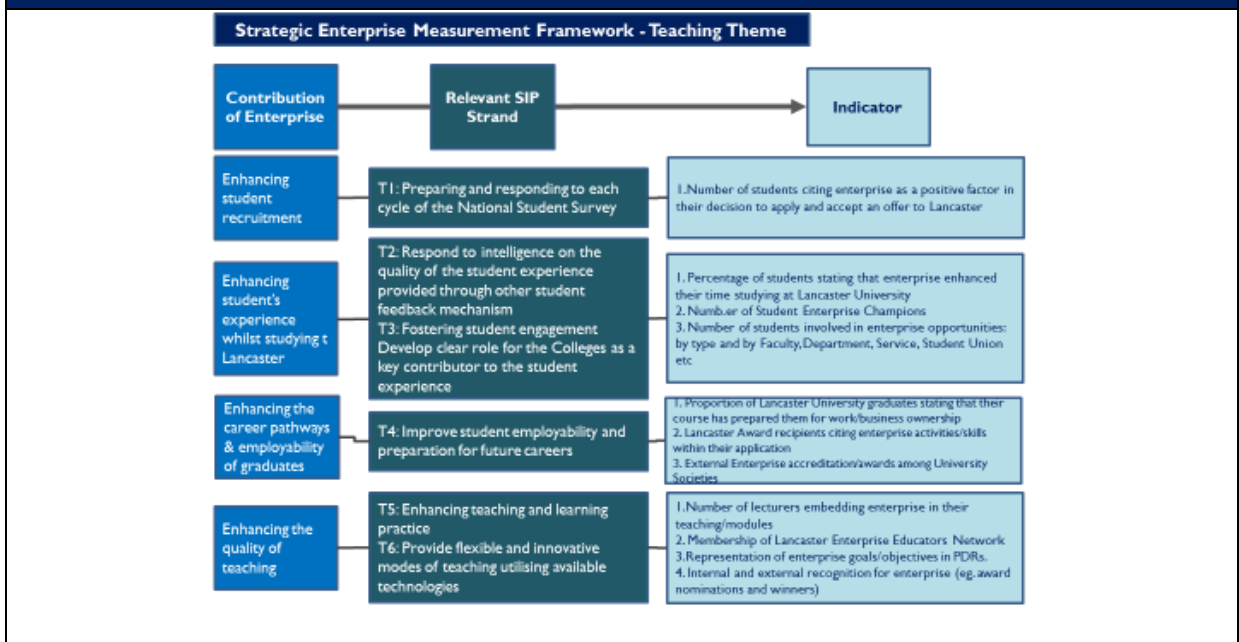 Strategic Enterprise Measurement Framework - Teaching Theme
Contribution
of Enterprise
Relevant SIP
Strand
Indicator
Enhancing
student
recruitment
T1: Preparing and responding to each
cycle of the National Student Survey
1.Number of students citing enterprise as a positive factor in
their decision to apply and accept an offer to Lancaster
Enhancing
student's
experience
whilst studying t
Lancaster
T2: Respond to intelligence on the
quality of the student experience
provided through other student
feedback mechanism
T3: Fostering student engagement
Develop clear role for the Colleges as a
key contributor to the student
experience
1. Percentage of students stating that enterprise enhanced
their time studying at Lancaster University
2. Numb.er of Student Enterprise Champions
3. Number of students involved in enterprise opportunities:
by type and by Faculty, Department, Service, Student Union
etc
Enhancing the
career pathways
& employability
of graduates
T4: Improve student employability and
preparation for future careers
1. Proportion of Lancaster University graduates stating that their
course has prepared them for work/business ownership
2. Lancaster Award recipients citing enterprise activities/skills
within their application
3. External Enterprise accreditation/awards among University
Societies
Enhancing the
quality of
teaching
T5: Enhancing teaching and learning
practice
T6: Provide flexible and innovative
modes of teaching utilising available
technologies
1.Number of lecturers embedding enterprise in their
teaching/modules
2. Membership of Lancaster Enterprise Educators Network
3.Representation of enterprise goals/objectives in PDRs.
4. Internal and external recognition for enterprise (eg. award
nominations and winners)